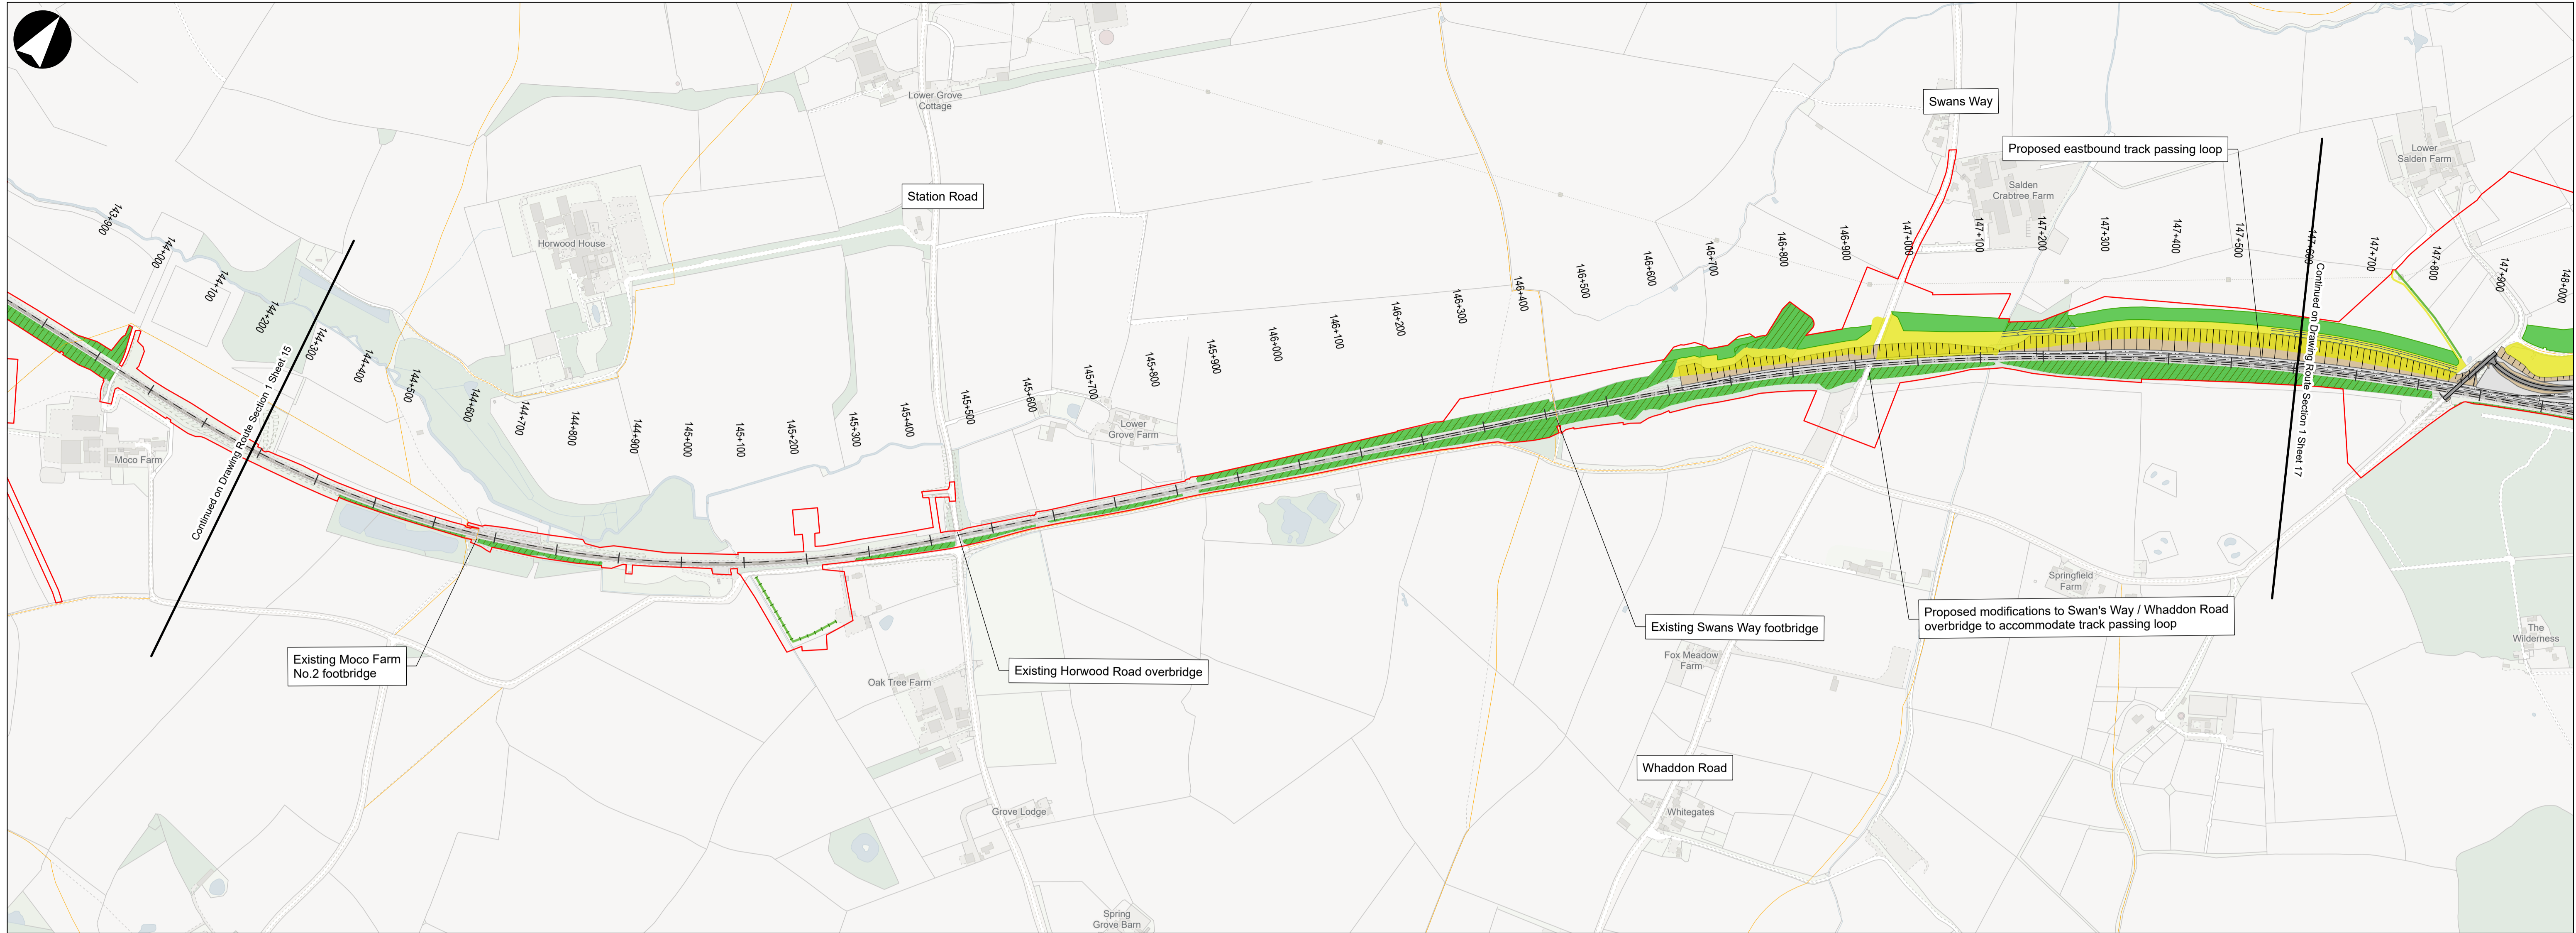 Lower Grove
Cottage
Swans Way
Proposed eastbound track passing loop
Lower
Salden Farm
Salden
Crabtree Farm
Station Road
Horwood House
143+900
144+000
144+100
144+200
144+300
144+400
144+500
144+600
144+700
144+800
144+900
145+000
145+100
145+200
145+300
145+400
145+500
145+600
145+700
145+800
145+900
146+000
146+100
146+200
146+300
146+400
146+500
146+600
146+700
146+800
146+900
147+000
147+100
147+200
147+300
147+400
147+500
147+600
147+700
147+800
147+900
148+000
Continued on Drawing Route Section 1 Sheet 15
Continued on Drawing Route Section 1 Sheet 17
Moco Farm
Lower
Grove Farm
Springfield
Farm
Proposed modifications to Swan's Way / Whaddon Road
overbridge to accommodate track passing loop
Existing Swans Way footbridge
The
Wilderness
Existing Moco Farm
No.2 footbridge
Existing Horwood Road overbridge
Fox Meadow
Farm
Oak Tree Farm
Whaddon Road
Grove Lodge
Whitegates
Spring
Grove Barn